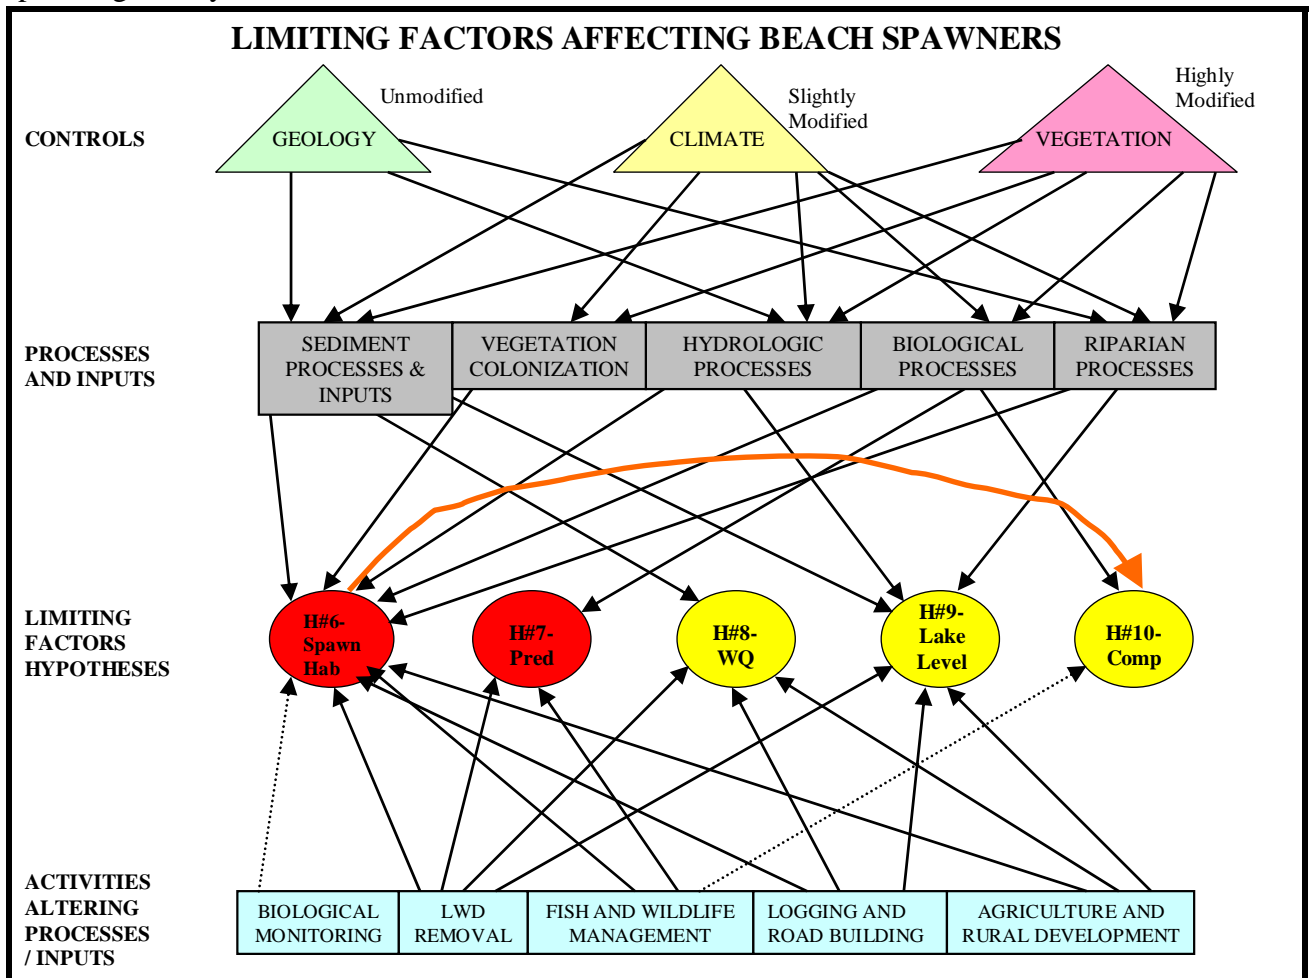 LIMITING FACTORS AFFECTING BEACH SPAWNERS
Unmodified
Slightly
Modified
Highly
Modified
CONTROLS
GEOLOGY
CLIMATE
VEGETATION
PROCESSES
AND INPUTS
SEDIMENT
PROCESSES &
INPUTS
VEGETATION
COLONIZATION
HYDROLOGIC
PROCESSES
BIOLOGICAL
PROCESSES
RIPARIAN
PROCESSES
LIMITING
FACTORS
HYPOTHESES
H#6-
Spawn
Hab
H#7-
Pred
H#8-
WQ
H#9-
Lake
Level
H#10-
Comp
ACTIVITIES
ALTERING
PROCESSES
/ INPUTS
BIOLOGICAL
MONITORING
LWD
REMOVAL
FISH AND WILDLIFE
MANAGEMENT
LOGGING AND
ROAD BUILDING
AGRICULTURE AND
RURAL DEVELOPMENT